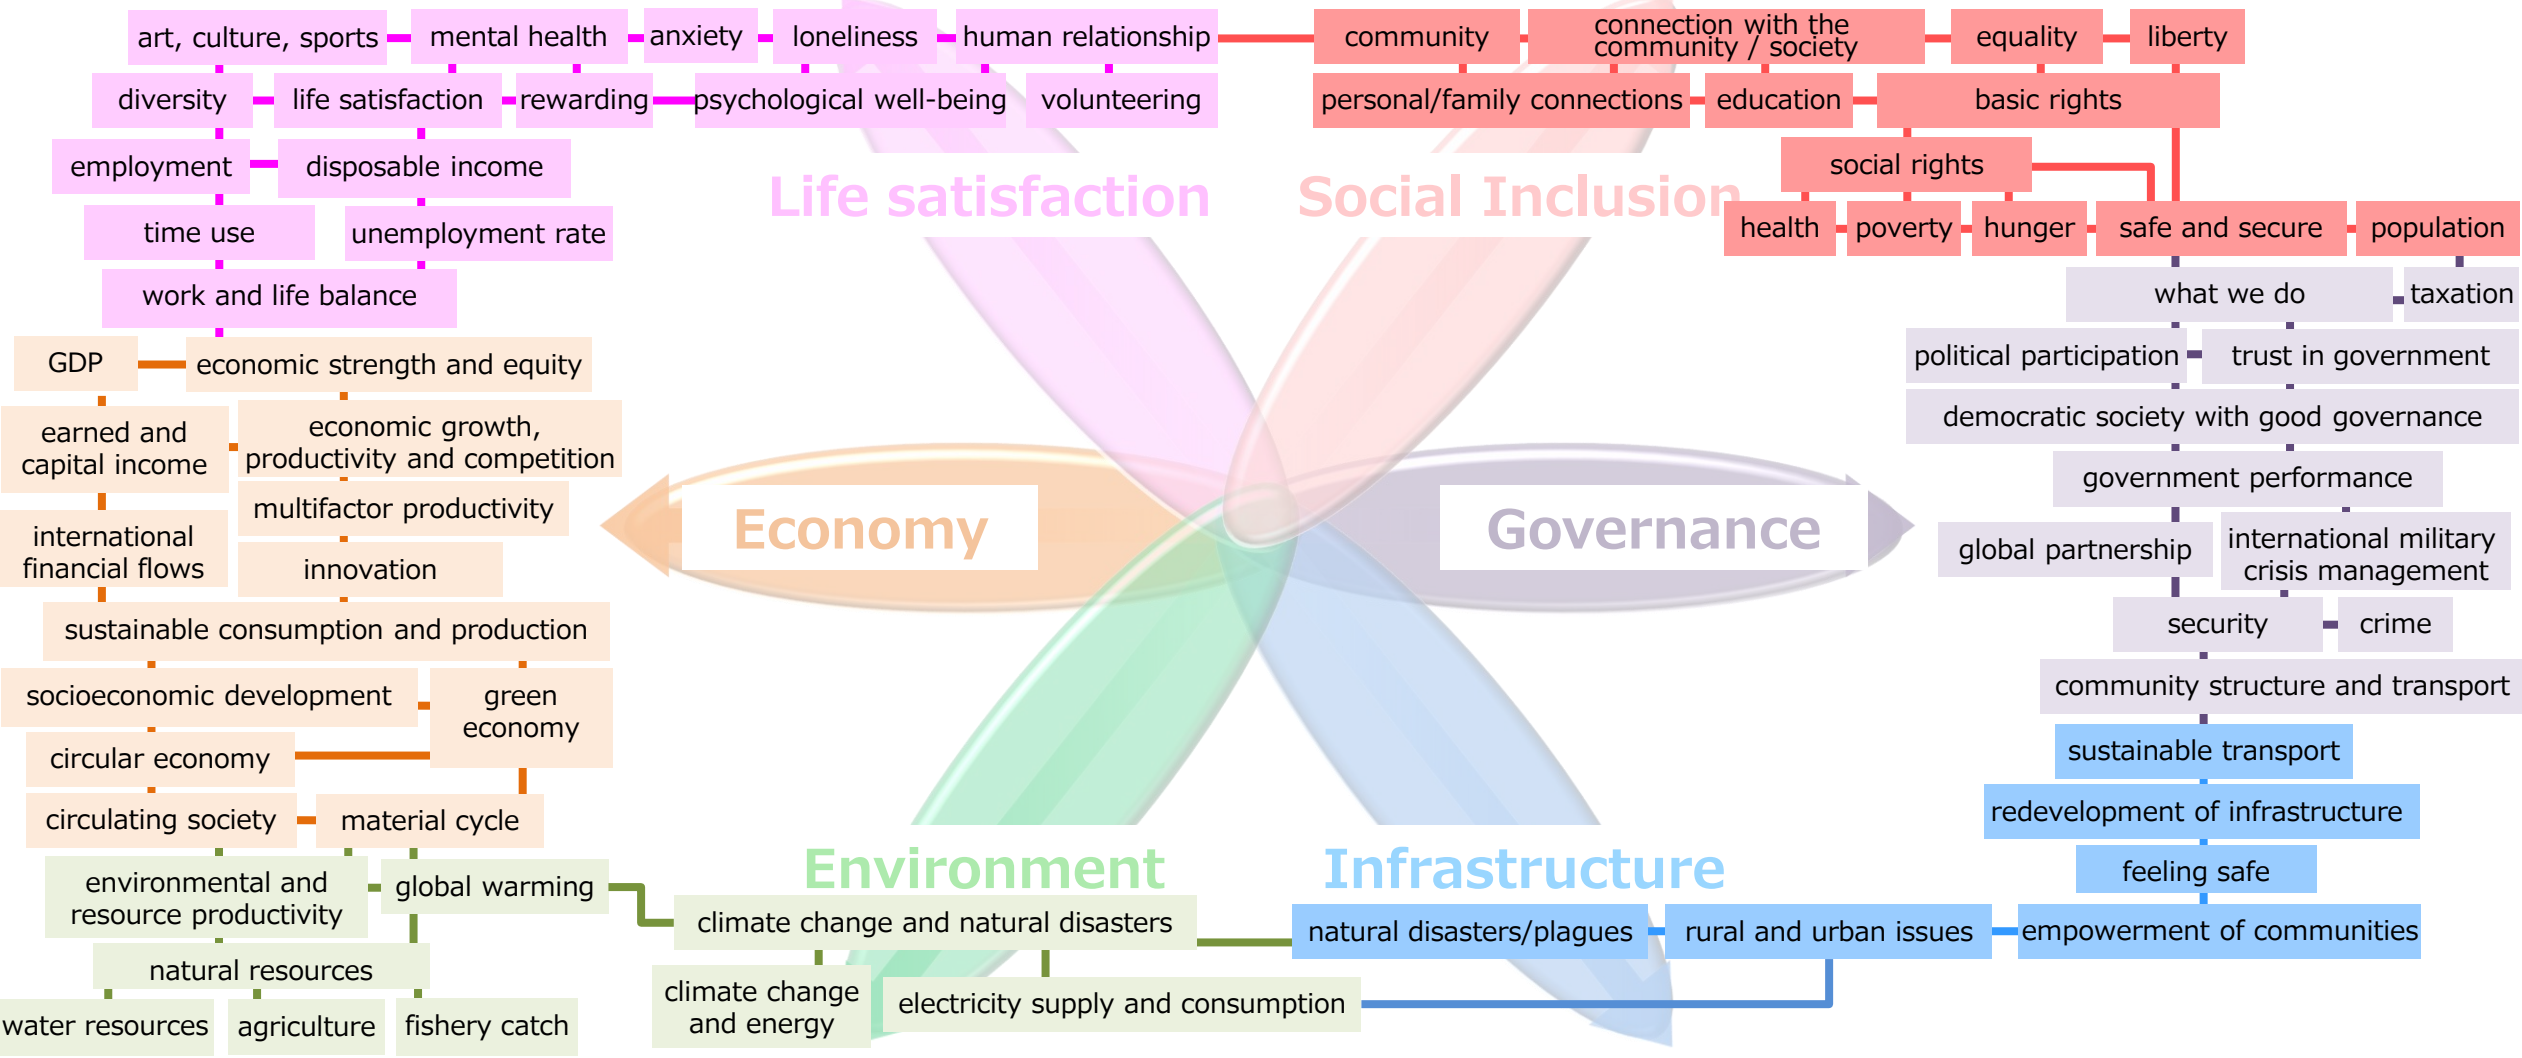 art, culture, sports
mental health
anxiety
loneliness
human relationship
community
connection with the
community / society
equality
liberty
diversity
life satisfaction
rewarding
psychological well-being
volunteering
personal/family connections
education
basic rights
employment
disposable income
social rights
Life satisfaction
Social Inclusion
time use
unemployment rate
health
poverty
hunger
safe and secure
population
work and life balance
what we do
taxation
GDP
economic strength and equity
political participation
trust in government
earned and
capital income
economic growth,
productivity and competition
democratic society with good governance
multifactor productivity
government performance
Economy
Governance
international
financial flows
innovation
global partnership
international military
crisis management
sustainable consumption and production
security
crime
socioeconomic development
green
economy
community structure and transport
circular economy
sustainable transport
circulating society
material cycle
redevelopment of infrastructure
Environment
Infrastructure
feeling safe
environmental and
resource productivity
global warming
climate change and natural disasters
natural disasters/plagues
rural and urban issues
empowerment of communities
natural resources
climate change
and energy
electricity supply and consumption
water resources
agriculture
fishery catch